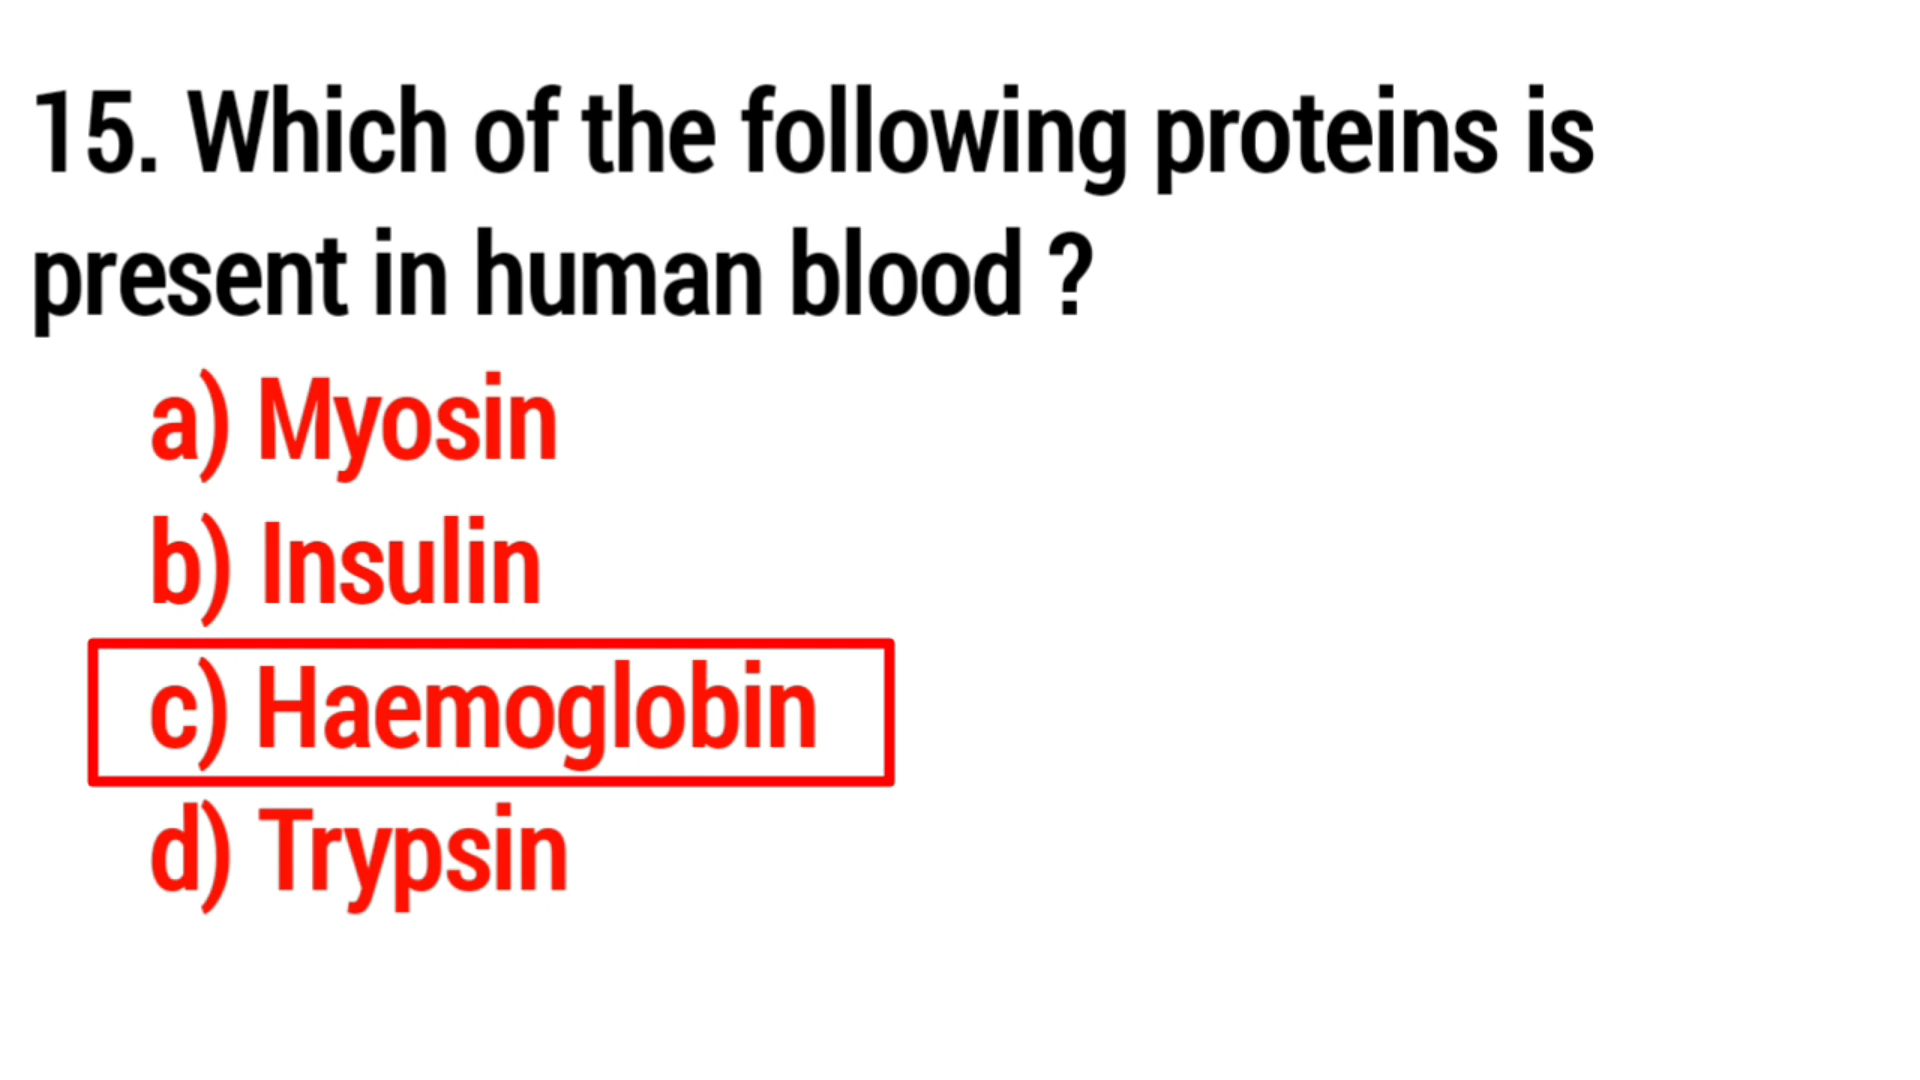 15. Which of the following proteins is
present in human blood ?
a) Myosin
b) Insulin
c) Haemoglobin
d) Trypsin